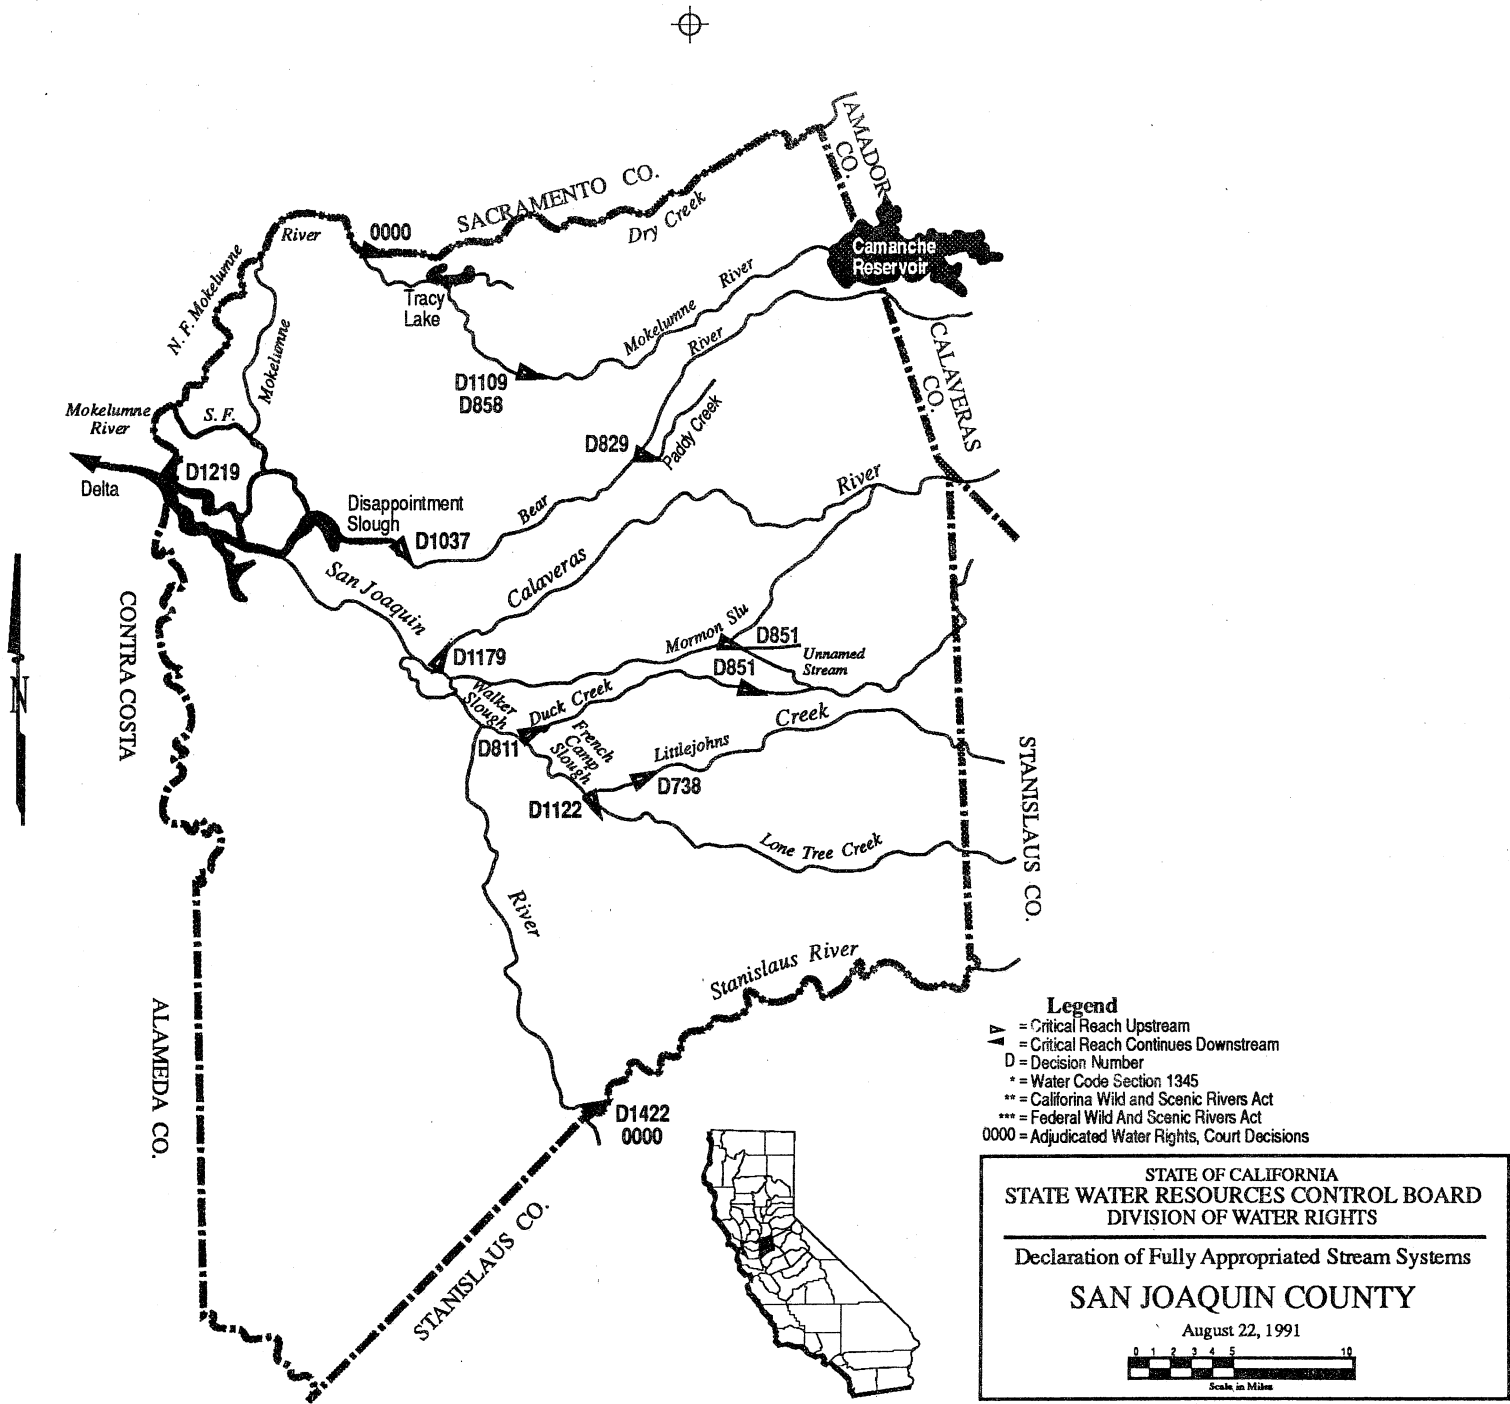 AMADOR
CO.
SACRAMENTO CO.
Dry Creek
0000
River
N. F. Mokelumne
Camanche
Reservoir
Tracy
Lake
Mokelumne River
River
Mokelumne
D1109
D858
CALAVERAS
CO.
Mokelumne
River
S. F.
D829
Paddy Creek
D1219
Delta
Disappointment
Slough
Bear
River
D1037
San Joaquin
Calaveras
CONTRA COSTA
Mormon Slu
D851
Unnamed
Stream
D1179
D851
Walker
Slough
Duck Creek
D811
French
Camp
Slough
Littlejohns
Creek
D738
D1122
N
STANISLAUS CO.
Lone Tree Creek
River
Stanislaus River
ALAMEDA CO.
D1422
0000
STANISLAUS CO.
Legend
= Critical Reach Upstream
= Critical Reach Continues Downstream
D = Decision Number
* = Water Code Section 1345
** = Califorina Wild and Scenic Rivers Act
*** = Federal Wild And Scenic Rivers Act
0000 = Adjudicated Water Rights, Court Decisions
STATE OF CALIFORNIA
STATE WATER RESOURCES CONTROL BOARD
DIVISION OF WATER RIGHTS
Declaration of Fully Appropriated Stream Systems
SAN JOAQUIN COUNTY
August 22, 1991
0 1 2 3 4 5 10
Scale in Miles